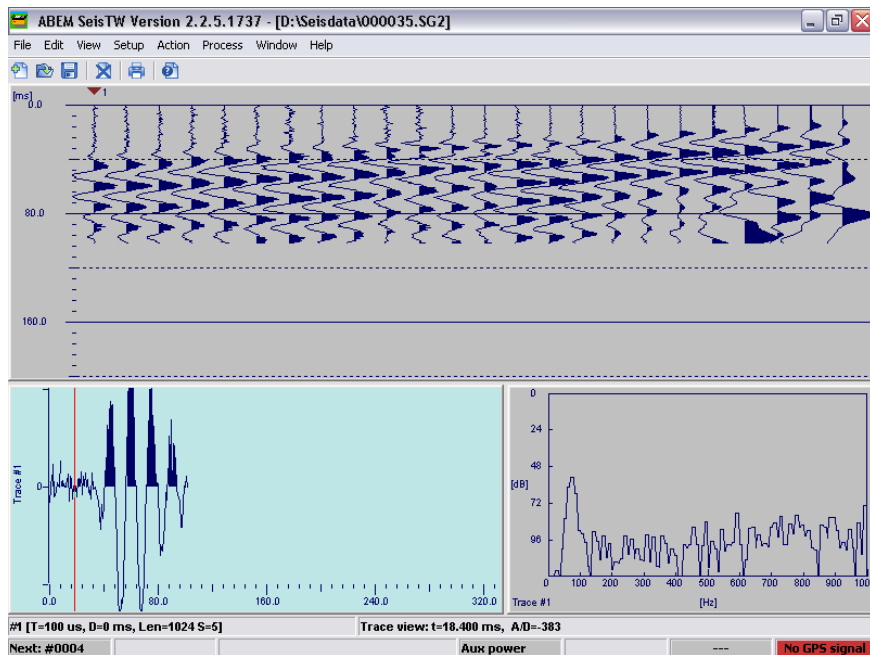 ABEM SeisTW Version 2.2.5.1737 - [D:\Seisdata\000035.SG2]
File Edit View Setup Action Process Window Help
[ms]
1
0.0
80.0
160.0
Trace #1
0
0.0 80.0 160.0 240.0 320.0
0
24
48
[dB]
72
96
0 100 200 300 400 500 600 700 800 900 1000
Trace #1 [Hz]
#1 [T=100 us, D=0 ms, Len=1024 S=5] Trace view: t=18.400 ms, A/D=-383
Next: #0004 Aux power --- No GPS signal